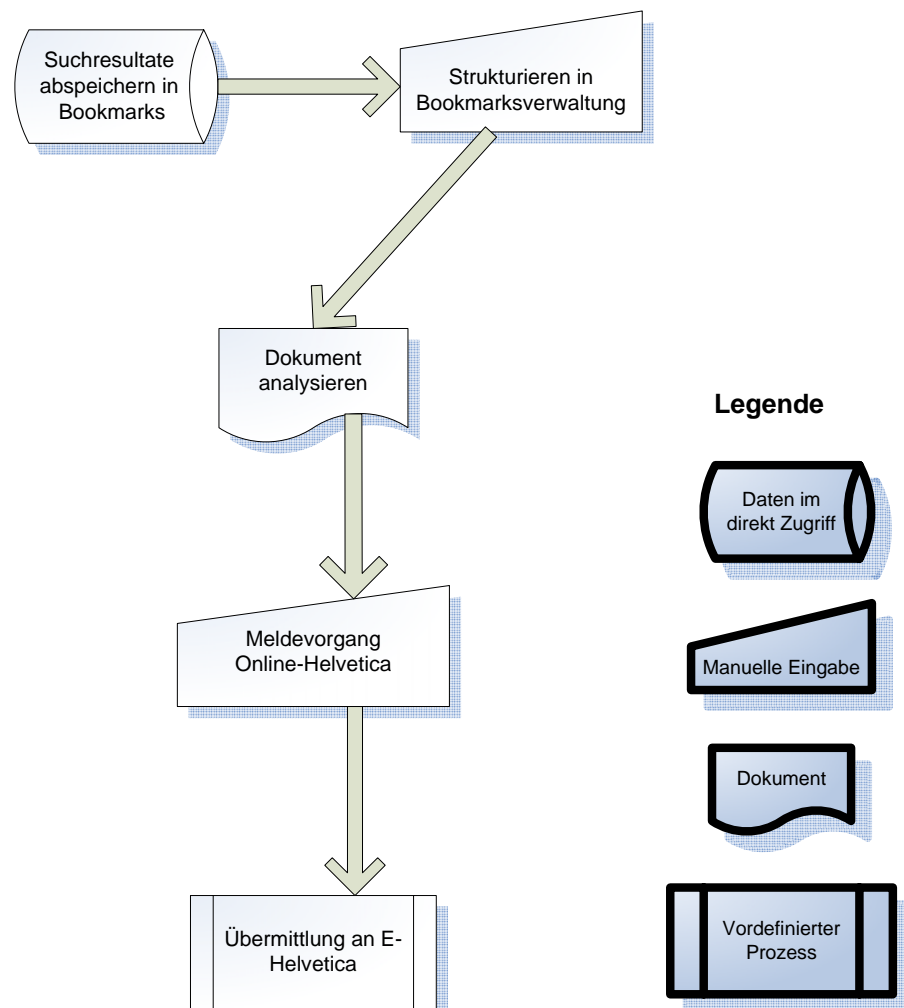 Suchresultate
abspeichern in
Bookmarks
Strukturieren in
Bookmarksverwaltung
Dokument
analysieren
Meldevorgang
Online-Helvetica
Übermittlung an E-
Helvetica
Legende
Daten im
direkt Zugriff
Manuelle Eingabe
Dokument
Vordefinierter
Prozess